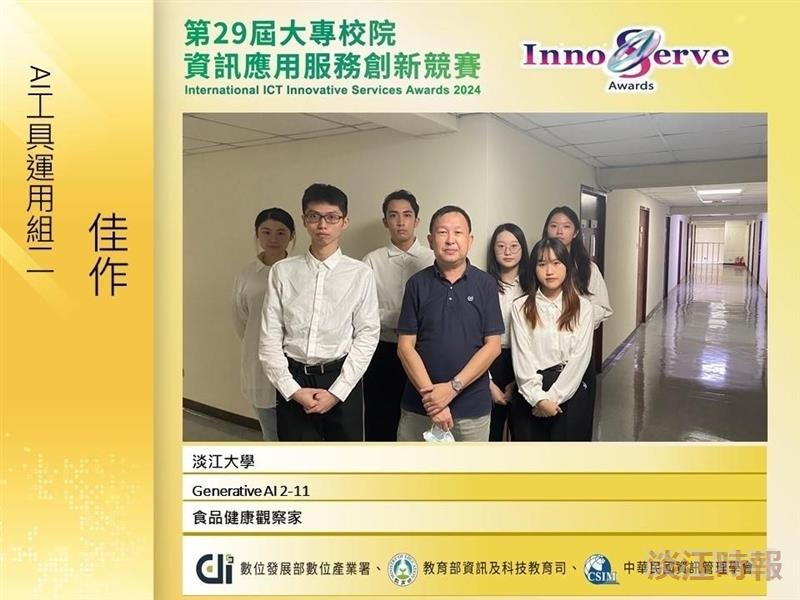 第29屆大專校院
資訊應用服務創新競賽
International ICT Innovative Services Awards 2024
InnoServe
Awards
AI工具運用組二
佳作
淡江大學
Generative AI 2-11
食品健康觀察家
di 數位發展部數位產業署、教育部資訊及科技教育司、CSIM 中華民國資訊管理學會
淡江時報